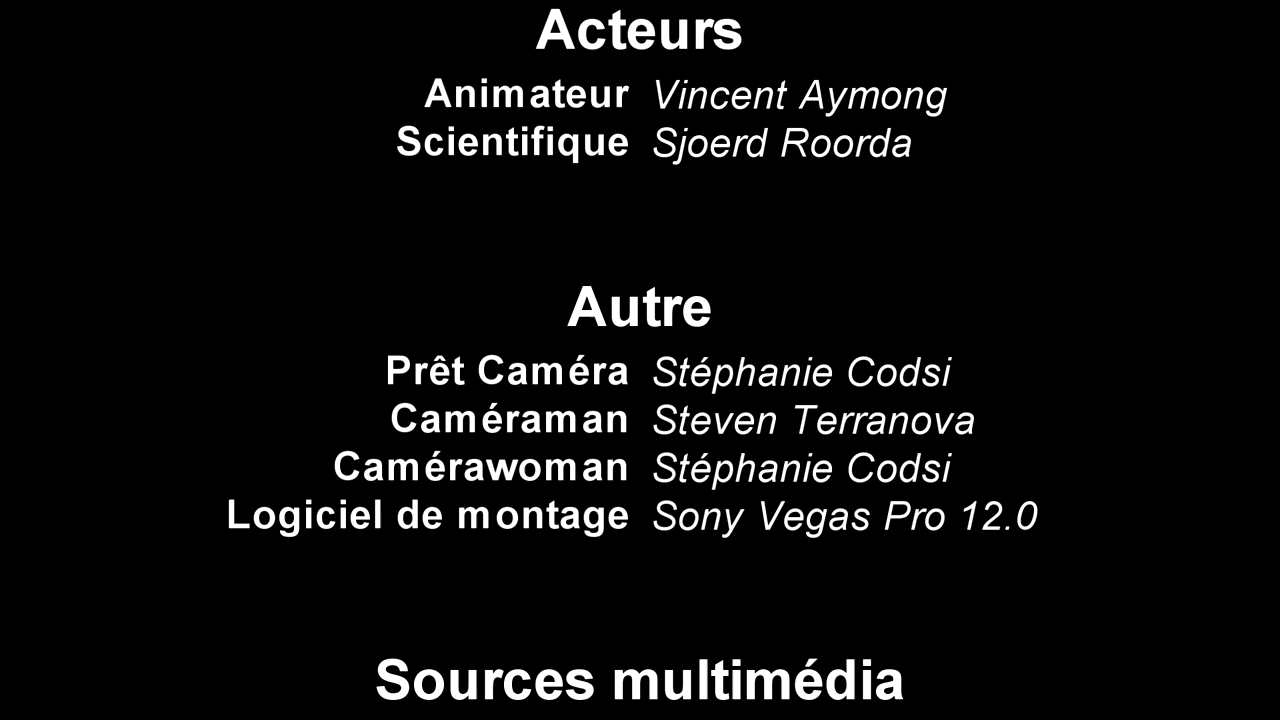 Acteurs
Animateur Vincent Aymong
Scientifique Sjoerd Roorda
Autre
Prêt Caméra Stéphanie Codsi
Caméraman Steven Terranova
Camérawoman Stéphanie Codsi
Logiciel de montage Sony Vegas Pro 12.0
Sources multimédia